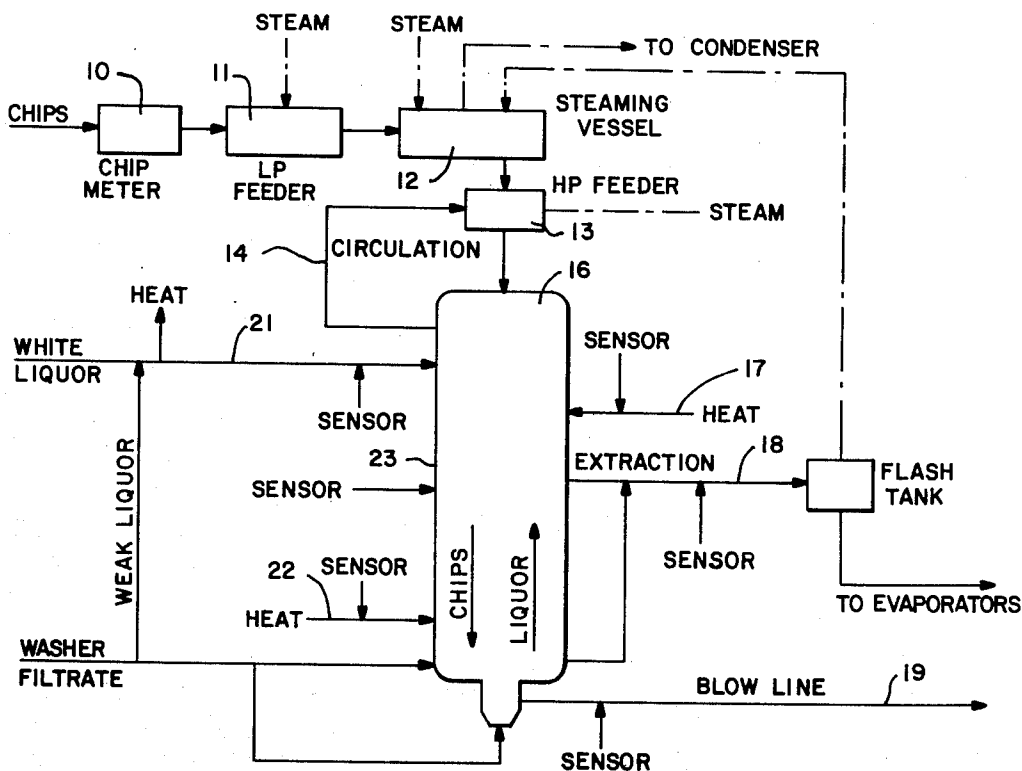 STEAM
STEAM
TO CONDENSER
10
11
CHIPS
STEAMING
VESSEL
CHIP
METER
LP
FEEDER
12
HP FEEDER
STEAM
13
14
CIRCULATION
16
HEAT
21
WHITE
LIQUOR
SENSOR
SENSOR
17
HEAT
23
EXTRACTION
18
FLASH
TANK
SENSOR
SENSOR
WEAK LIQUOR
CHIPS
LIQUOR
22
SENSOR
HEAT
TO EVAPORATORS
WASHER
FILTRATE
BLOW LINE
19
SENSOR